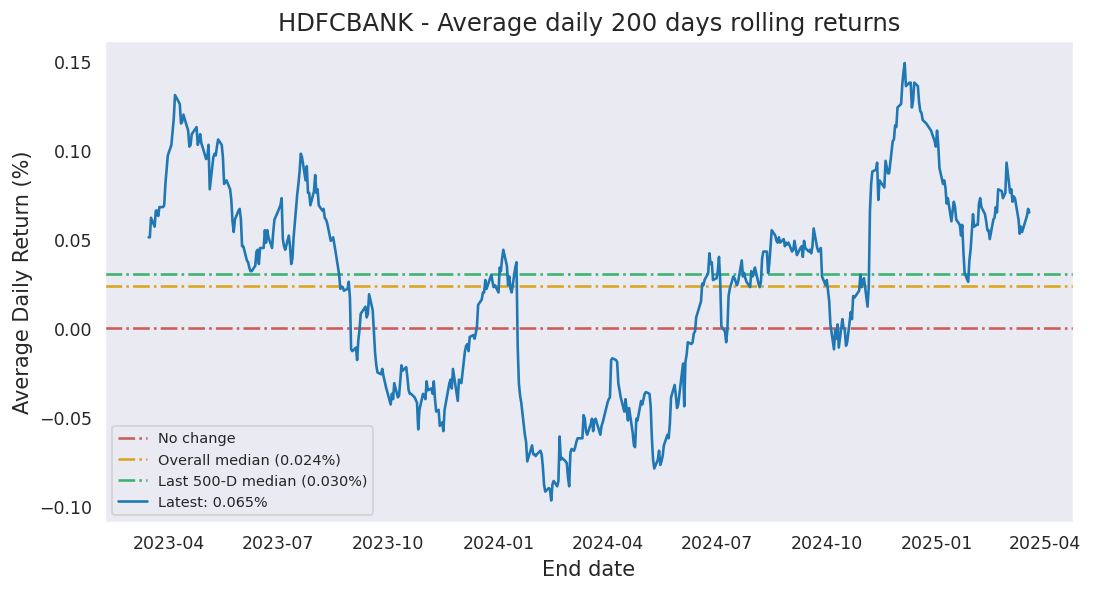 HDFCBANK - Average daily 200 days rolling returns
Average Daily Return (%)
0.15
0.10
0.05
0.00
−0.05
−0.10
No change
Overall median (0.024%)
Last 500-D median (0.030%)
Latest: 0.065%
2023-04 2023-07 2023-10 2024-01 2024-04 2024-07 2024-10 2025-01 2025-04
End date